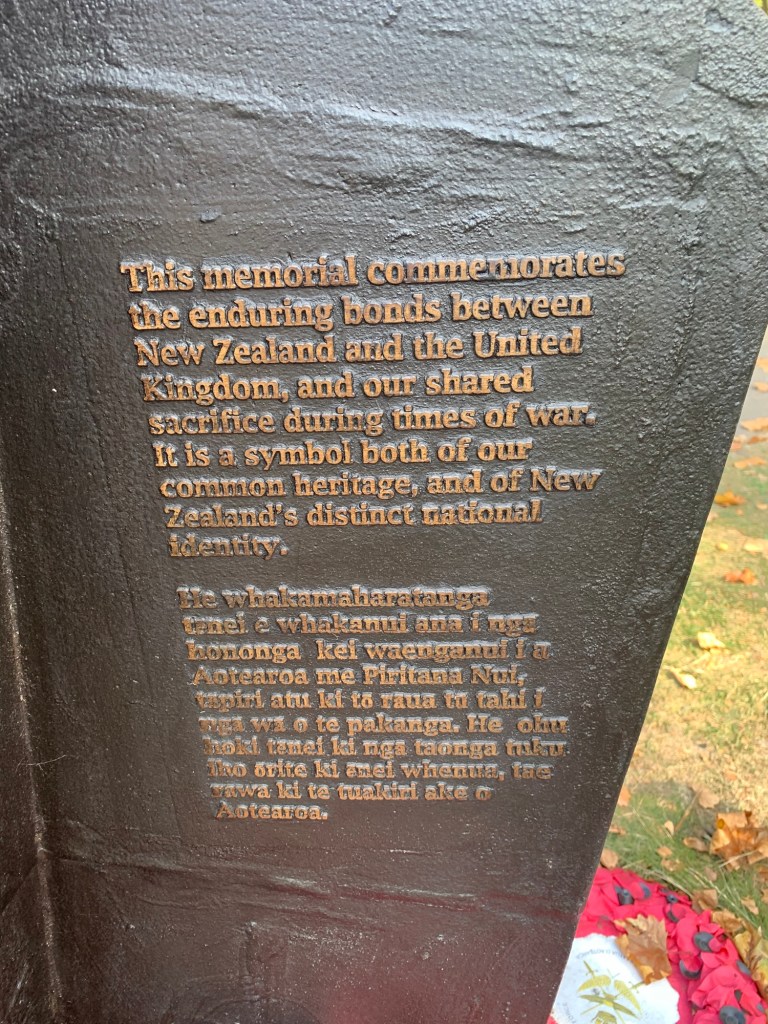 This memorial commemorates
the enduring bonds between
New Zealand and the United
Kingdom, and our shared
sacrifice during times of war.
It is a symbol both of our
common heritage, and of New
Zealand's distinct national
identity.
He whakamaharatanga
tenei e whakanui ana i nga
hononga kei waenganui i a
Aotearoa me Piritana Nui,
tapiri atu ki tō raua tū tahi i
nga wa o te pakanga. He ohu
hoki tenei ki nga taonga tuku
iho ōrite ki enei whenua, tae
rawa ki te tuakiri ake o
Aotearoa.